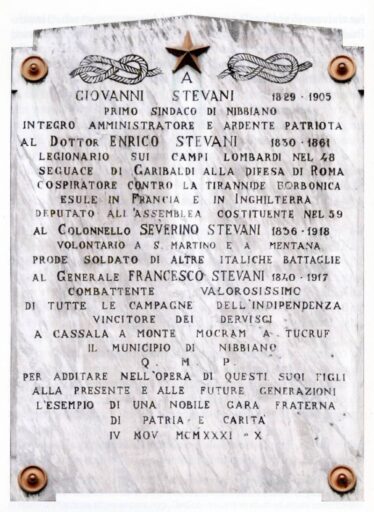 A
GIOVANNI STEVANI 1829 - 1905
PRIMO SINDACO DI NIBBIANO
INTEGRO AMMINISTRATORE E ARDENTE PATRIOTA
AL DOTTOR ENRICO STEVANI 1830 - 1861
LEGIONARIO SUI CAMPI LOMBARDI NEL 48
SEGUACE DI GARIBALDI ALLA DIFESA DI ROMA
COSPIRATORE CONTRO LA TIRANNIDE BORBONICA
ESULE IN FRANCIA E IN INGHILTERRA
DEPUTATO ALL'ASSEMBLEA COSTITUENTE NEL 59
AL COLONNELLO SEVERINO STEVANI 1836 - 1918
VOLONTARIO A S. MARTINO E A MENTANA
PRODE SOLDATO DI ALTRE ITALICHE BATTAGLIE
AL GENERALE FRANCESCO STEVANI 1840 - 1917
COMBATTENTE VALOROSISSIMO
DI TUTTE LE CAMPAGNE DELL'INDIPENDENZA
VINCITORE DEI DERVISCI
A CASSALA A MONTE MOCRAM A TUCRUF
IL MUNICIPIO DI NIBBIANO
Q. M. P.
PER ADDITARE NELL'OPERA DI QUESTI SUOI FIGLI
ALLA PRESENTE E ALLE FUTURE GENERAZIONI
L'ESEMPIO DI UNA NOBILE GARA FRATERNA
DI PATRIA E CARITÀ
IV NOV MCMXXXI - X